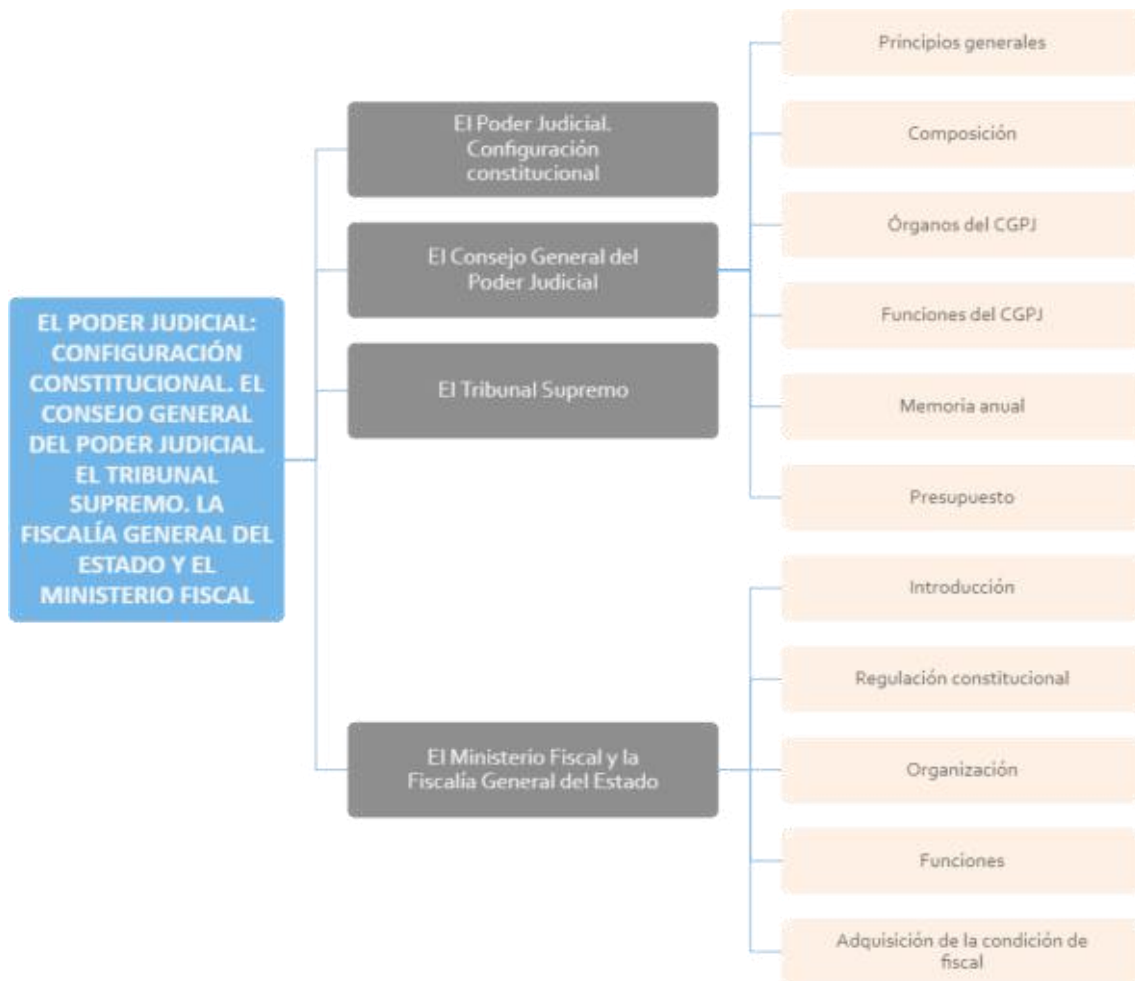 EL PODER JUDICIAL:
CONFIGURACIÓN
CONSTITUCIONAL. EL
CONSEJO GENERAL
DEL PODER JUDICIAL.
EL TRIBUNAL
SUPREMO. LA
FISCALÍA GENERAL DEL
ESTADO Y EL
MINISTERIO FISCAL
El Poder Judicial.
Configuración
constitucional
El Consejo General del
Poder Judicial
Principios generales
Composición
Órganos del CGPJ
Funciones del CGPJ
Memoria anual
Presupuesto
El Tribunal Supremo
El Ministerio Fiscal y la
Fiscalía General del Estado
Introducción
Regulación constitucional
Organización
Funciones
Adquisición de la condición de
fiscal